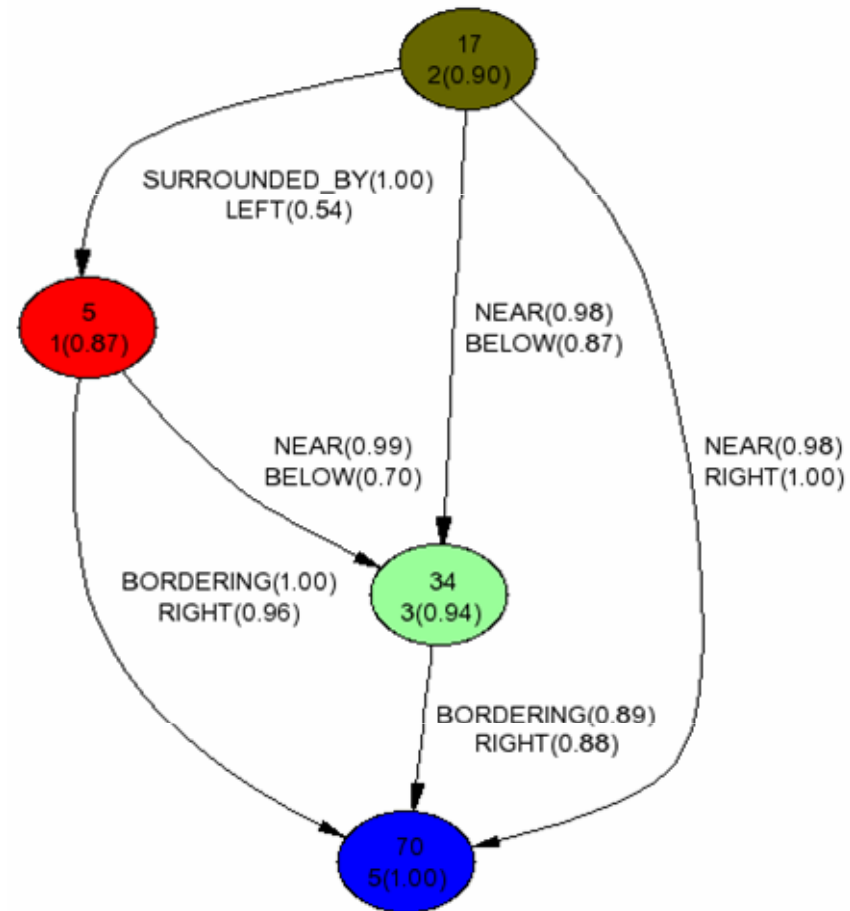 17
2(0.90)
SURROUNDED_BY(1.00)
LEFT(0.54)
5
1(0.87)
NEAR(0.98)
BELOW(0.87)
NEAR(0.99)
BELOW(0.70)
NEAR(0.98)
RIGHT(1.00)
BORDERING(1.00)
RIGHT(0.96)
34
3(0.94)
BORDERING(0.89)
RIGHT(0.88)
70
5(1.00)